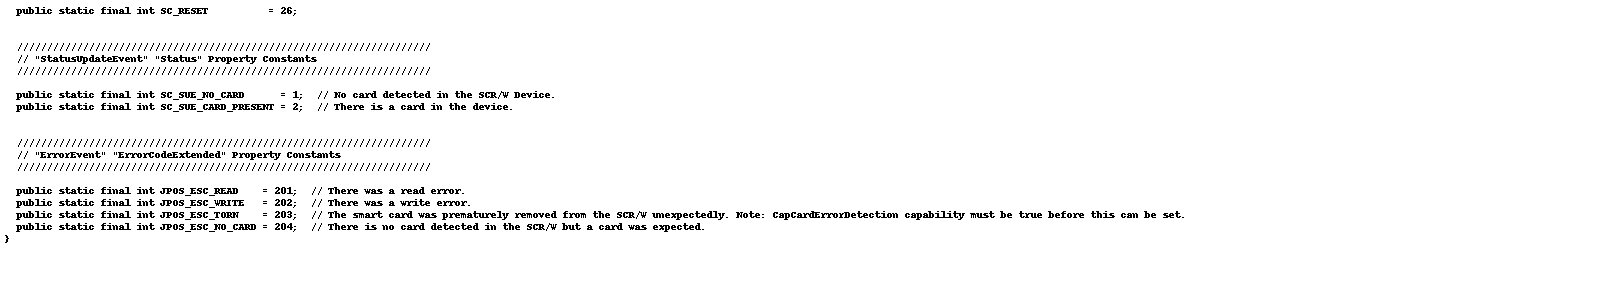 public static final int SC_RESET          = 26;
/////////////////////////////////////////////////////////////////////
// "StatusUpdateEvent" "Status" Property Constants
/////////////////////////////////////////////////////////////////////
public static final int SC_SUE_NO_CARD      = 1;  // No card detected in the SCR/W Device.
public static final int SC_SUE_CARD_PRESENT = 2;  // There is a card in the device.
/////////////////////////////////////////////////////////////////////
// "ErrorEvent" "ErrorCodeExtended" Property Constants
/////////////////////////////////////////////////////////////////////
public static final int JPOS_ESC_READ    = 201;  // There was a read error.
public static final int JPOS_ESC_WRITE   = 202;  // There was a write error.
public static final int JPOS_ESC_TORN    = 203;  // The smart card was prematurely removed from the SCR/W unexpectedly. Note: CapCardErrorDetection capability must be true before this can be set.
public static final int JPOS_ESC_NO_CARD = 204;  // There is no card detected in the SCR/W but a card was expected.
}